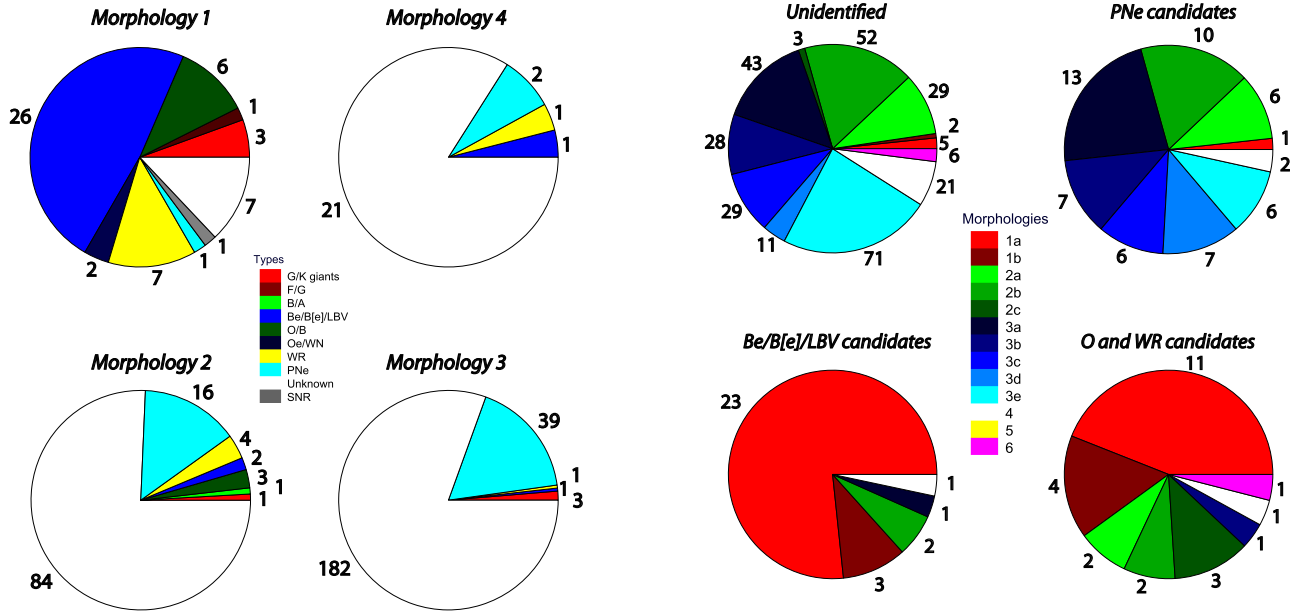 Morphology 1
6
1
3
7
1
1
7
2
26
Morphology 4
2
1
1
21
Types
G/K giants
F/G
B/A
Be/B[e]/LBV
O/B
Oe/WN
WR
PNe
Unknown
SNR
Morphology 2
16
4
2
3
1
1
84
Morphology 3
39
1
1
3
182
Unidentified
3
52
29
2
5
6
21
71
11
29
28
43
PNe candidates
10
6
1
2
6
7
6
7
13
Morphologies
1a
1b
2a
2b
2c
3a
3b
3c
3d
3e
4
5
6
Be/B[e]/LBV candidates
23
1
1
2
3
O and WR candidates
11
1
1
1
3
2
2
4